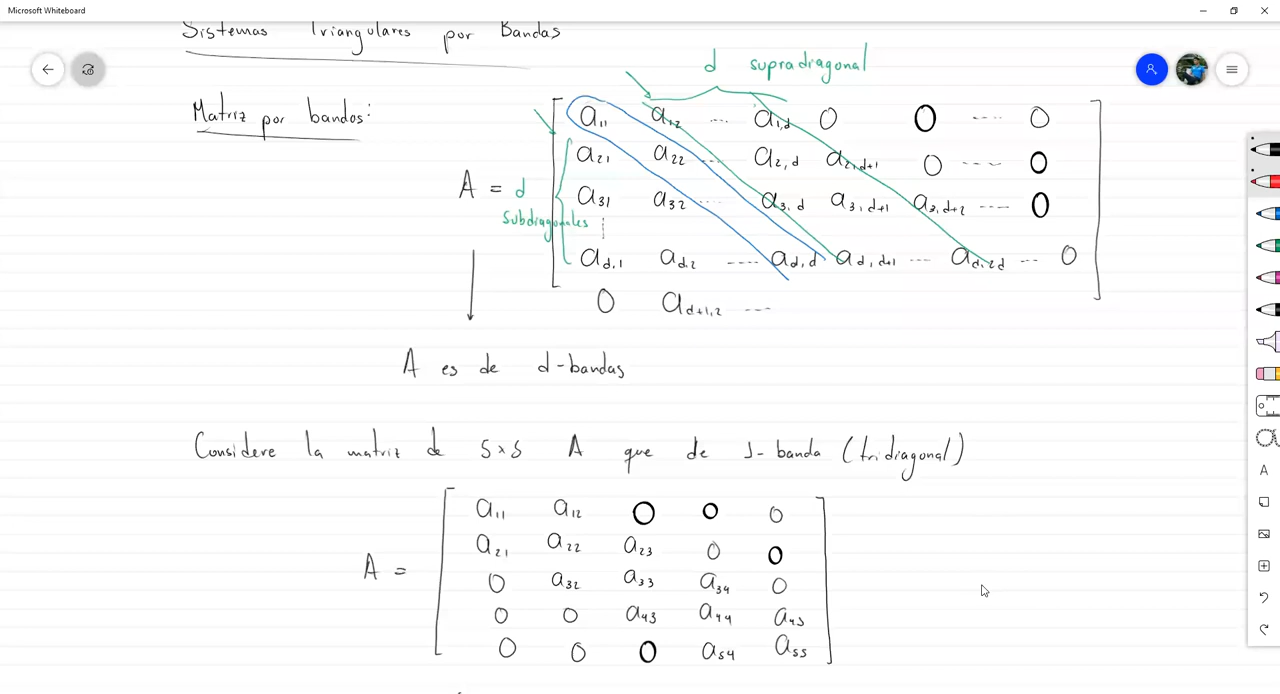 Microsoft Whiteboard
Sistemas Triangulares por Bandas
d supradiagonal
Matriz por bandos:
a11 a12 ... a1,d 0 0 ---- 0
a21 a22 ... a2,d a2,d+1 0 ---- 0
A = d
a31 a32 ... a3,d a3,d+1 a3,d+2 ---- 0
subdiagonales
ad,1 ad,2 ---- ad,d ad,d+1 ... ad,2d ... 0
0 ad+1,2 ---
A es de d-bandas
Considere la matriz de 5x5 A que de 1-banda (tridiagonal)
a11 a12 0 0 0
a21 a22 a23 0 0
A =
0 a32 a33 a34 0
0 0 a43 a44 a45
0 0 0 a54 a55
A